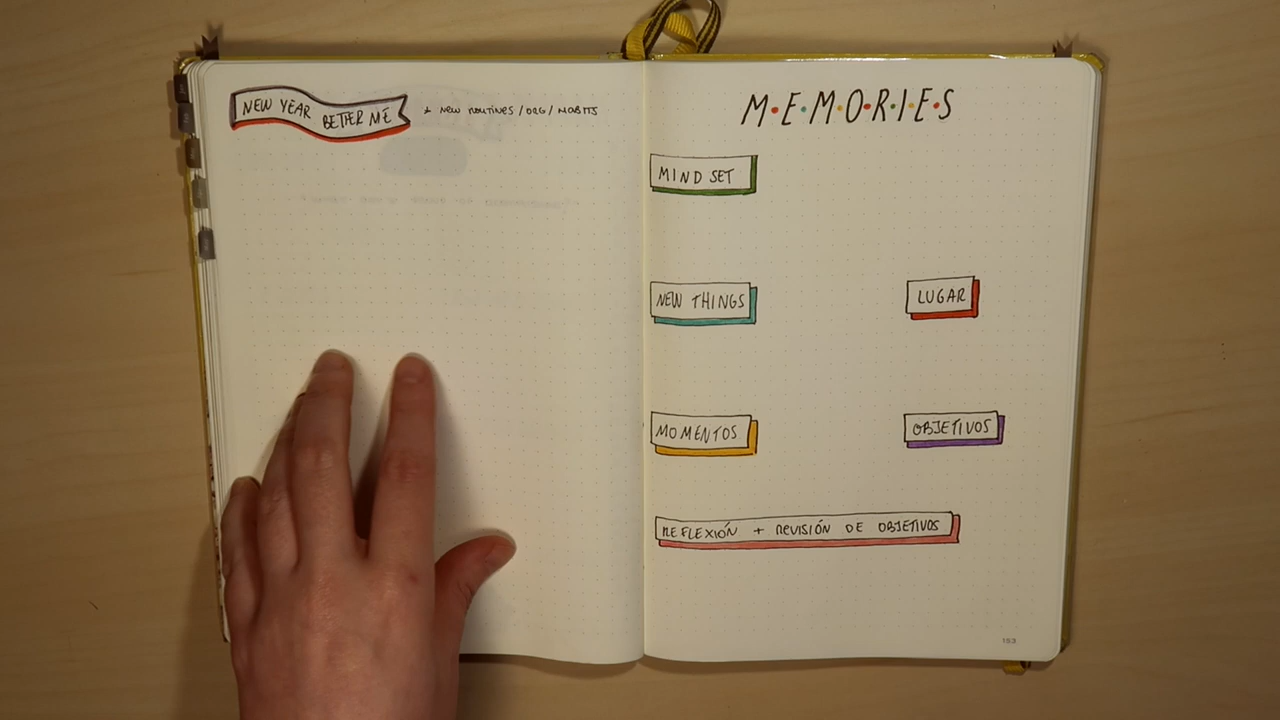 NEW YEAR BETTER ME + NEW ROUTINES / ORG / HABITS
M·E·M·O·R·I·E·S
MIND SET
NEW THINGS
LUGAR
MOMENTOS
OBJETIVOS
REFLEXIÓN + REVISIÓN DE OBJETIVOS
153